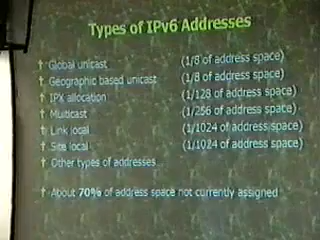 Types of IPv6 Addresses
† Global unicast (1/8 of address space)
† Geographic based unicast (1/8 of address space)
† IPX allocation (1/128 of address space)
† Multicast (1/256 of address space)
† Link local (1/1024 of address space)
† Site local (1/1024 of address space)
† Other types of addresses...
† About 70% of address space not currently assigned